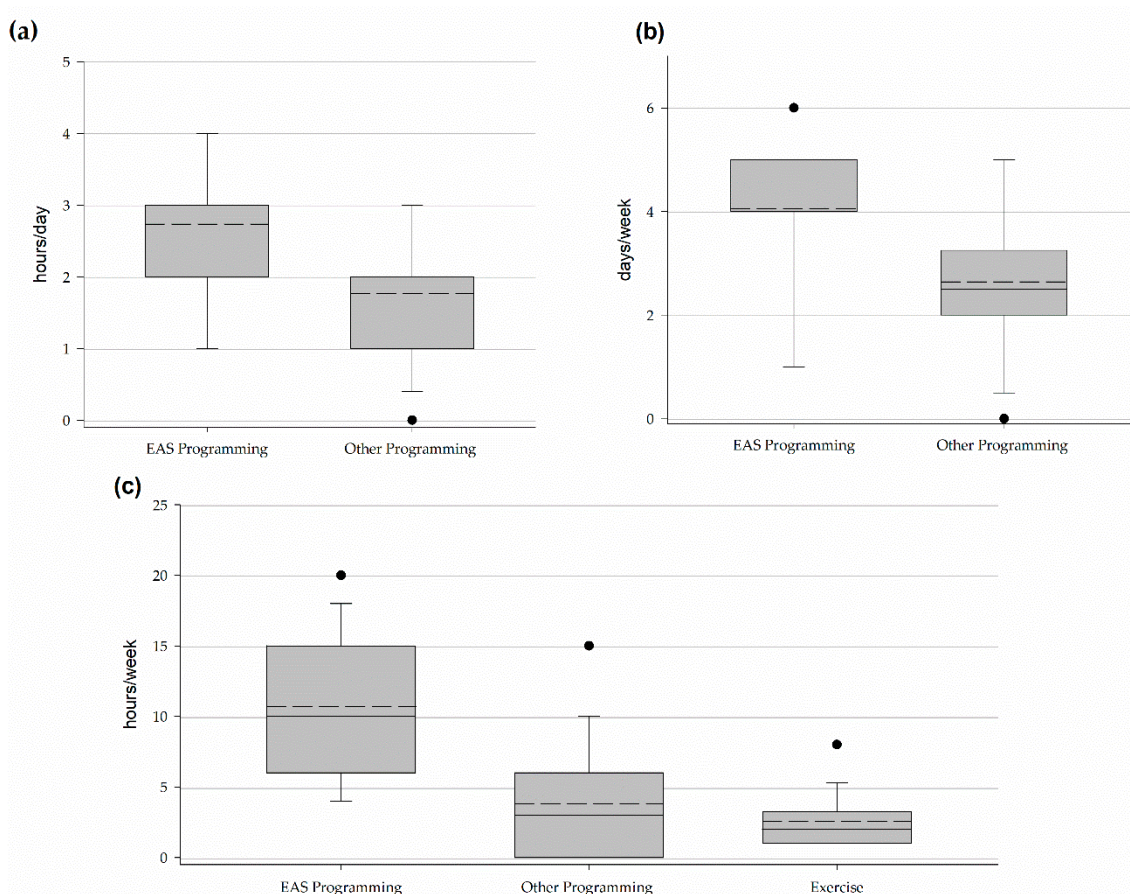 (a)
5
4
3
2
1
0
hours/day
EAS Programming
Other Programming
(b)
6
4
2
0
days/week
EAS Programming
Other Programming
(c)
25
20
15
10
5
0
hours/week
EAS Programming
Other Programming
Exercise